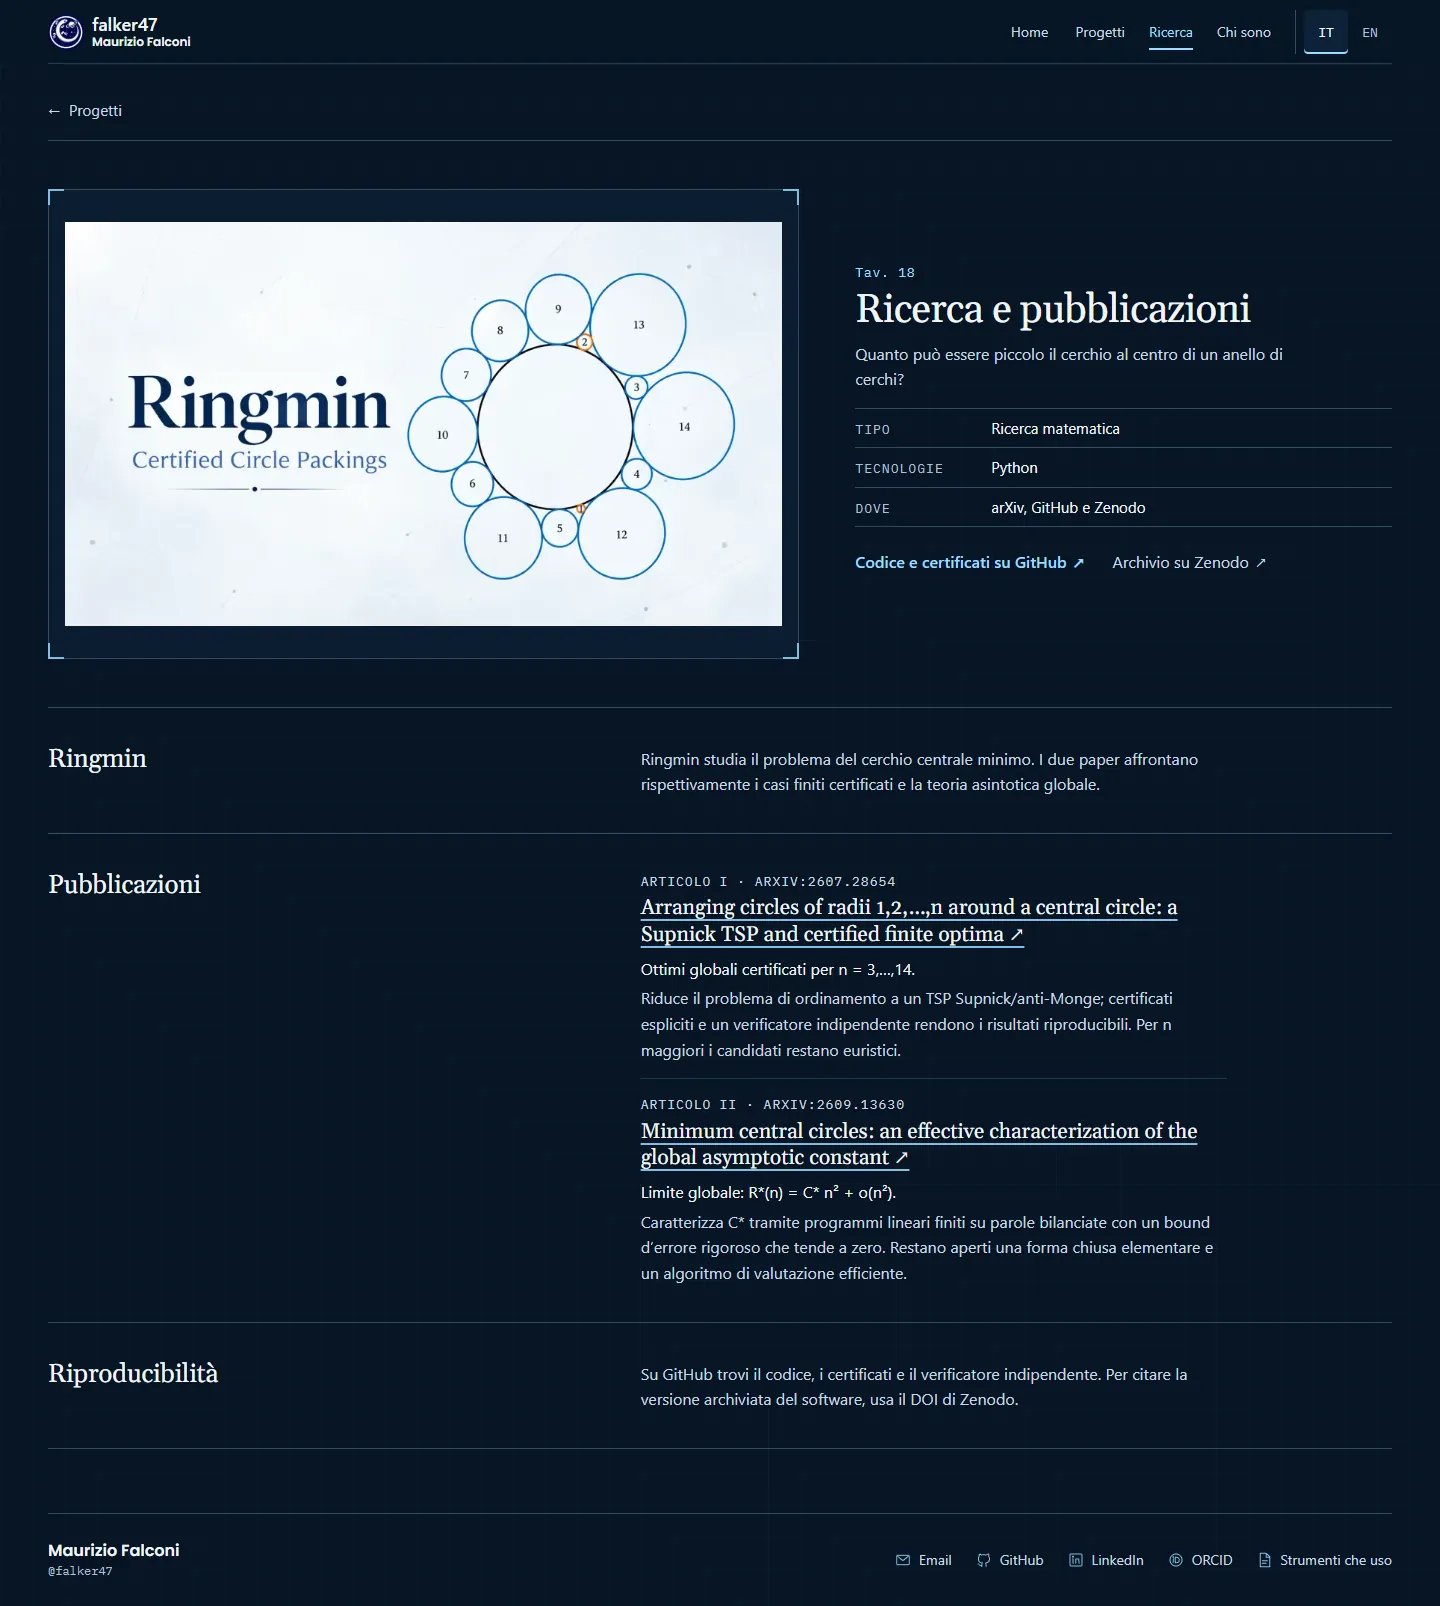 falker47
Maurizio Falconi
Home
Progetti
Ricerca
Chi sono
IT
EN
← Progetti
Ringmin
Certified Circle Packings
9
13
8
2
7
3
10
14
4
6
5
11
12
Tav. 18
Ricerca e pubblicazioni
Quanto può essere piccolo il cerchio al centro di un anello di
cerchi?
TIPO
Ricerca matematica
TECNOLOGIE
Python
DOVE
arXiv, GitHub e Zenodo
Codice e certificati su GitHub ↗
Archivio su Zenodo ↗
Ringmin
Ringmin studia il problema del cerchio centrale minimo. I due paper affrontano
rispettivamente i casi finiti certificati e la teoria asintotica globale.
Pubblicazioni
ARTICOLO I · ARXIV:2607.28654
Arranging circles of radii 1,2,…,n around a central circle: a
Supnick TSP and certified finite optima ↗
Ottimi globali certificati per n = 3,…,14.
Riduce il problema di ordinamento a un TSP Supnick/anti-Monge; certificati
espliciti e un verificatore indipendente rendono i risultati riproducibili. Per n
maggiori i candidati restano euristici.
ARTICOLO II · ARXIV:2609.13630
Minimum central circles: an effective characterization of the
global asymptotic constant ↗
Limite globale: R*(n) = C* n² + o(n²).
Caratterizza C* tramite programmi lineari finiti su parole bilanciate con un bound
d’errore rigoroso che tende a zero. Restano aperti una forma chiusa elementare e
un algoritmo di valutazione efficiente.
Riproducibilità
Su GitHub trovi il codice, i certificati e il verificatore indipendente. Per citare la
versione archiviata del software, usa il DOI di Zenodo.
Maurizio Falconi
@falker47
Email
GitHub
LinkedIn
ORCID
Strumenti che uso